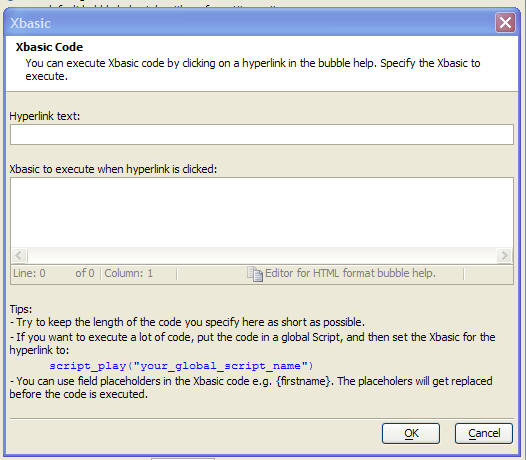 Xbasic
Xbasic Code
You can execute Xbasic code by clicking on a hyperlink in the bubble help. Specify the Xbasic to
execute.
Hyperlink text:
Xbasic to execute when hyperlink is clicked:
Line: 0 of 0 Column: 1 Editor for HTML format bubble help.
Tips:
- Try to keep the length of the code you specify here as short as possible.
- If you want to execute a lot of code, put the code in a global Script, and then set the Xbasic for the
hyperlink to:
script_play("your_global_script_name")
- You can use field placeholders in the Xbasic code e.g. {firstname}. The placeholers will get replaced
before the code is executed.
OK Cancel